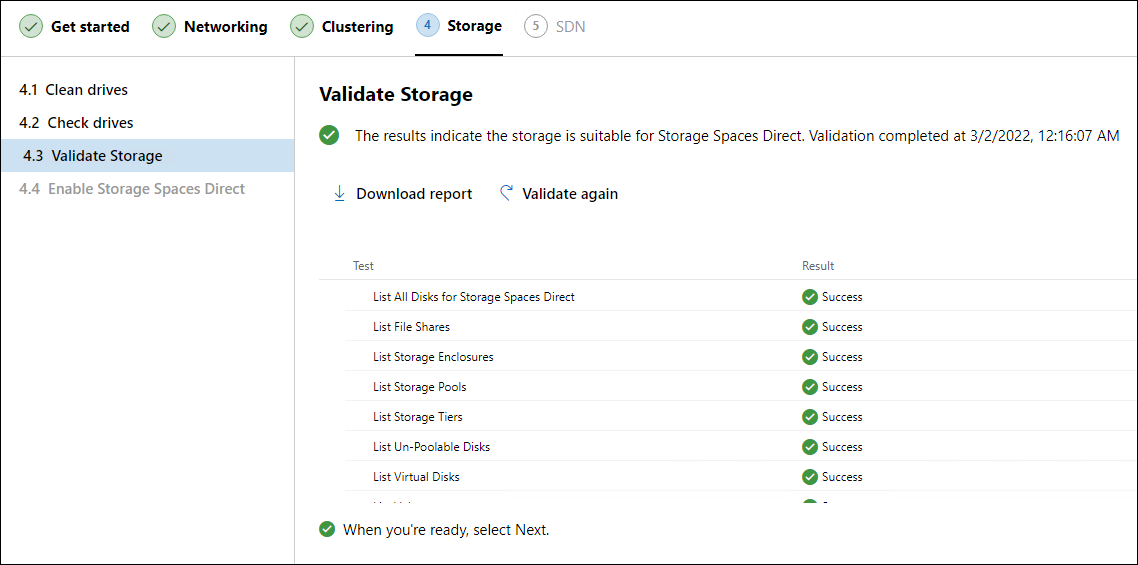 Get started Networking Clustering 4 Storage 5 SDN
4.1 Clean drives
4.2 Check drives
4.3 Validate Storage
4.4 Enable Storage Spaces Direct
Validate Storage
The results indicate the storage is suitable for Storage Spaces Direct. Validation completed at 3/2/2022, 12:16:07 AM
Download report Validate again
Test Result
List All Disks for Storage Spaces Direct Success
List File Shares Success
List Storage Enclosures Success
List Storage Pools Success
List Storage Tiers Success
List Un-Poolable Disks Success
List Virtual Disks Success
When you're ready, select Next.